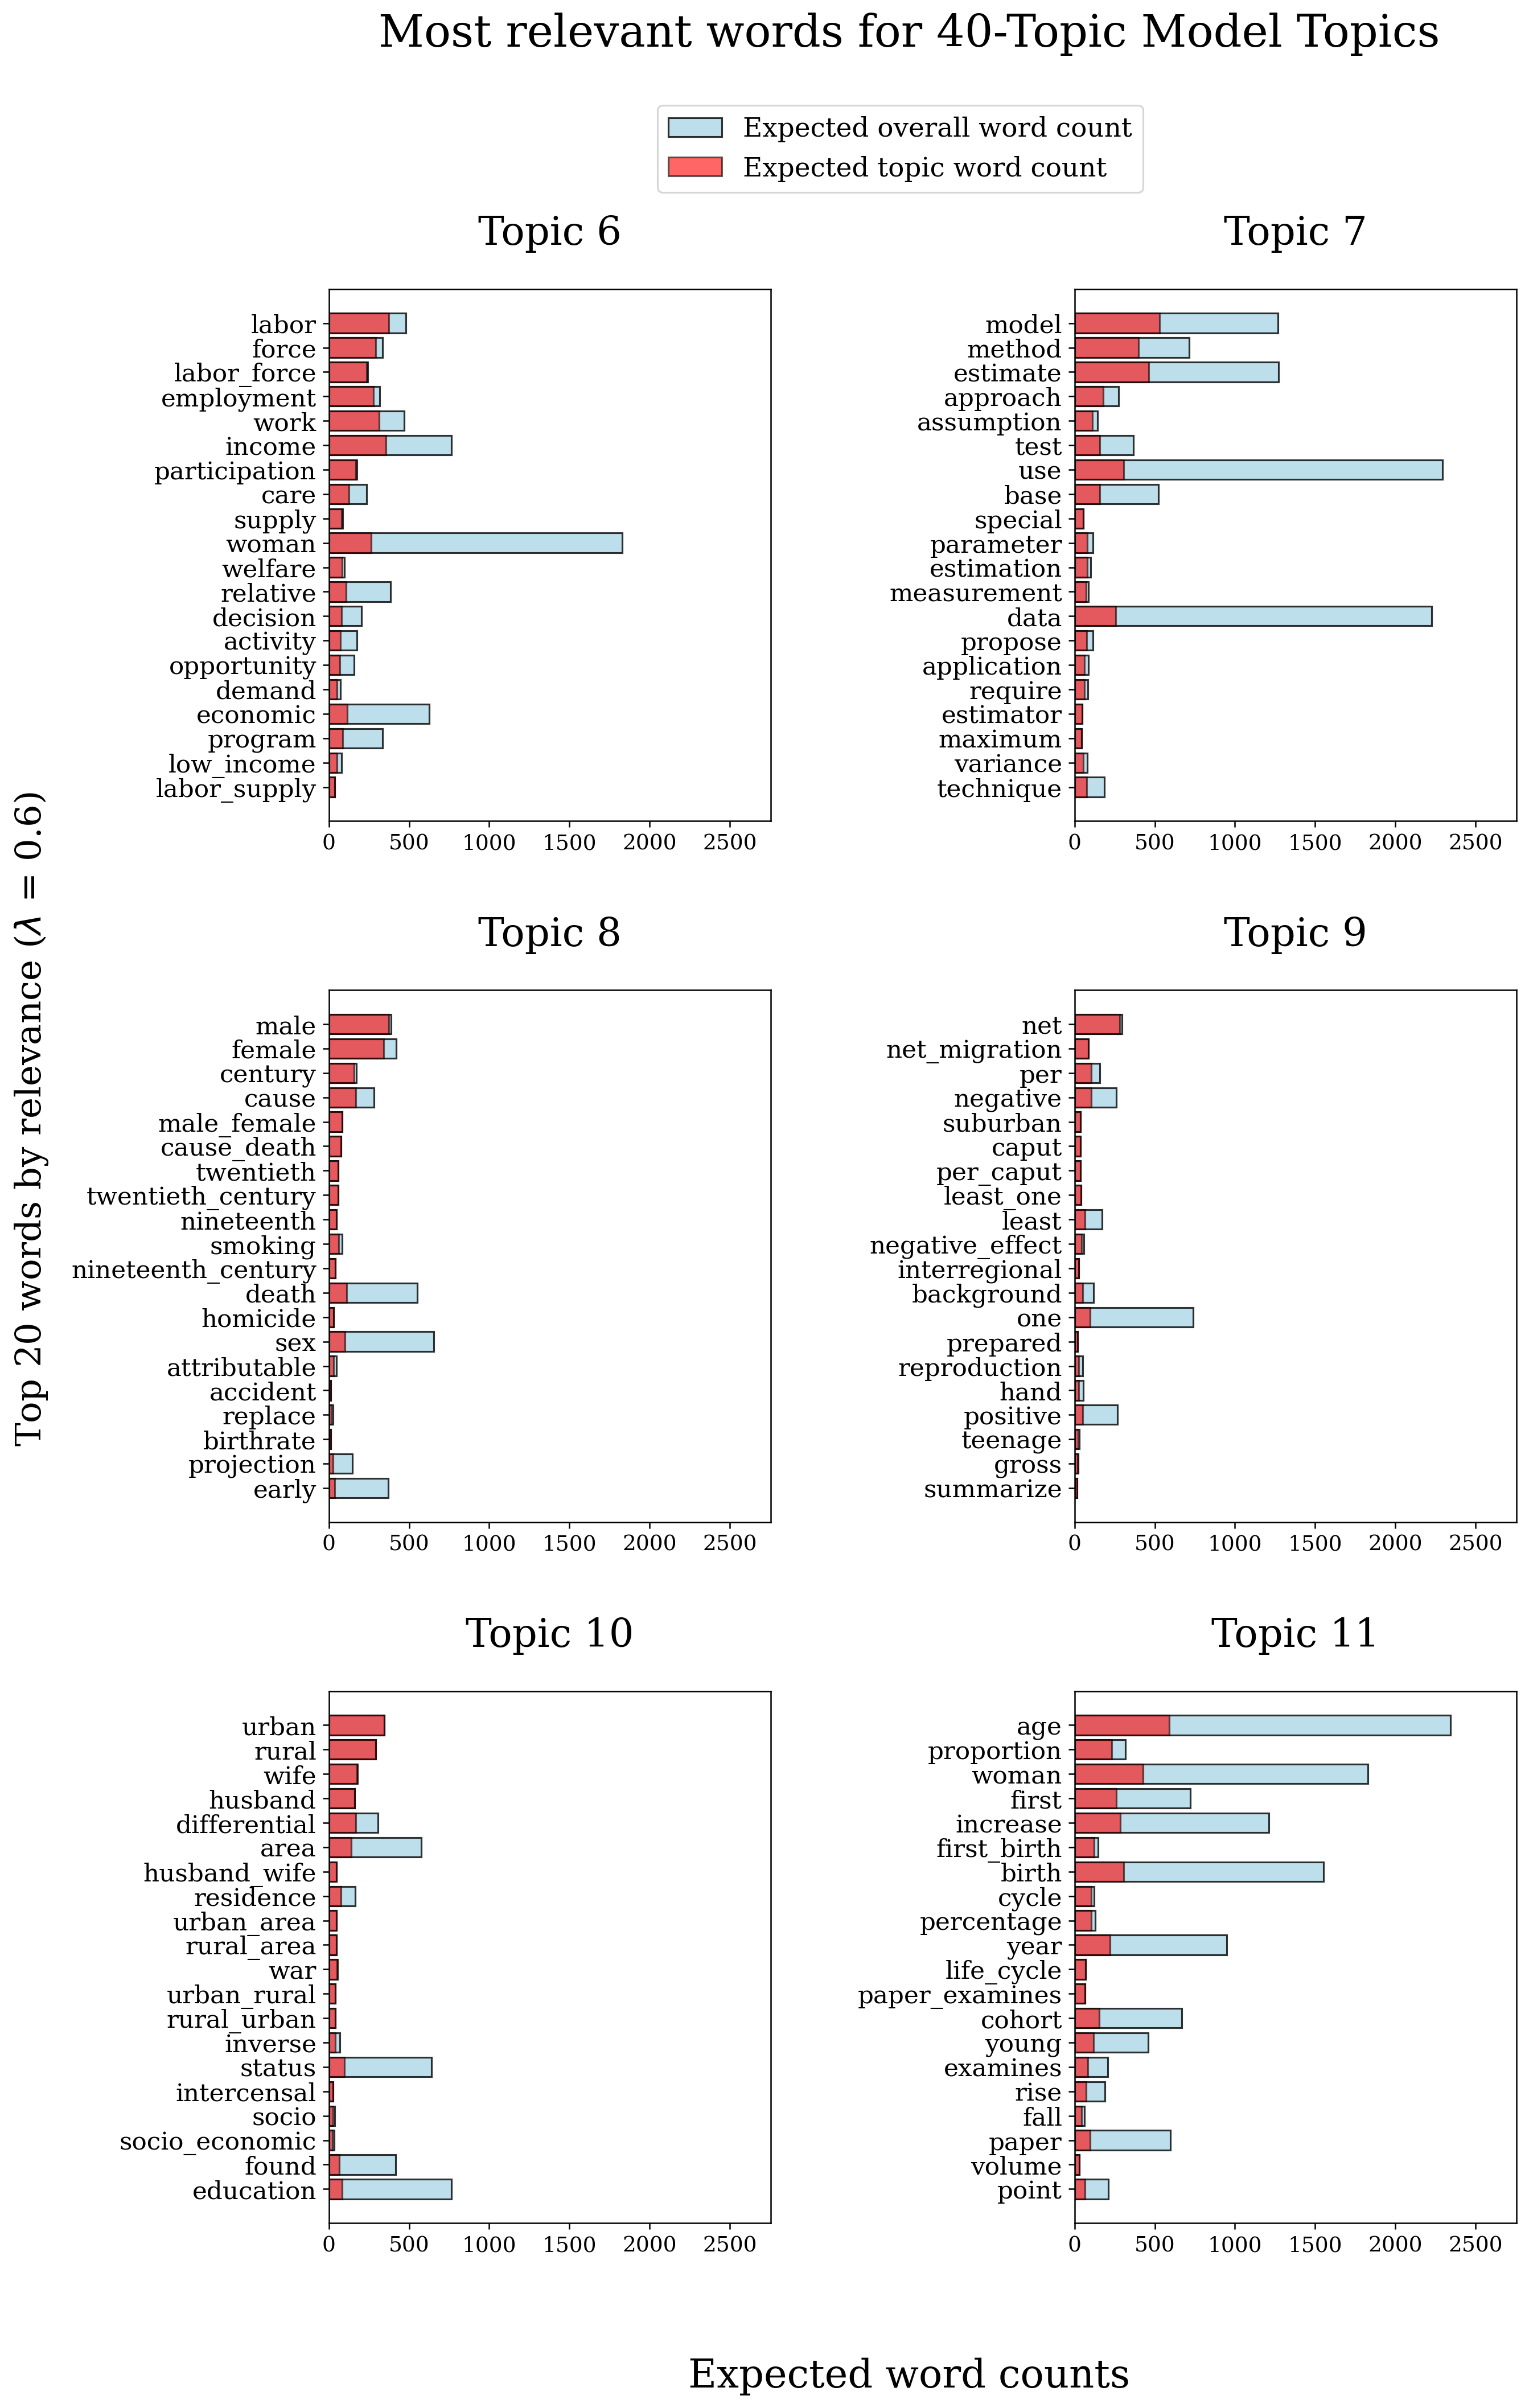 Most relevant words for 40-Topic Model Topics
Expected overall word count
Expected topic word count
Top 20 words by relevance (λ = 0.6)
Topic 6
labor
force
labor_force
employment
work
income
participation
care
supply
woman
welfare
relative
decision
activity
opportunity
demand
economic
program
low_income
labor_supply
0 500 1000 1500 2000 2500
Topic 7
model
method
estimate
approach
assumption
test
use
base
special
parameter
estimation
measurement
data
propose
application
require
estimator
maximum
variance
technique
0 500 1000 1500 2000 2500
Topic 8
male
female
century
cause
male_female
cause_death
twentieth
twentieth_century
nineteenth
smoking
nineteenth_century
death
homicide
sex
attributable
accident
replace
birthrate
projection
early
0 500 1000 1500 2000 2500
Topic 9
net
net_migration
per
negative
suburban
caput
per_caput
least_one
least
negative_effect
interregional
background
one
prepared
reproduction
hand
positive
teenage
gross
summarize
0 500 1000 1500 2000 2500
Topic 10
urban
rural
wife
husband
differential
area
husband_wife
residence
urban_area
rural_area
war
urban_rural
rural_urban
inverse
status
intercensal
socio
socio_economic
found
education
0 500 1000 1500 2000 2500
Topic 11
age
proportion
woman
first
increase
first_birth
birth
cycle
percentage
year
life_cycle
paper_examines
cohort
young
examines
rise
fall
paper
volume
point
0 500 1000 1500 2000 2500
Expected word counts